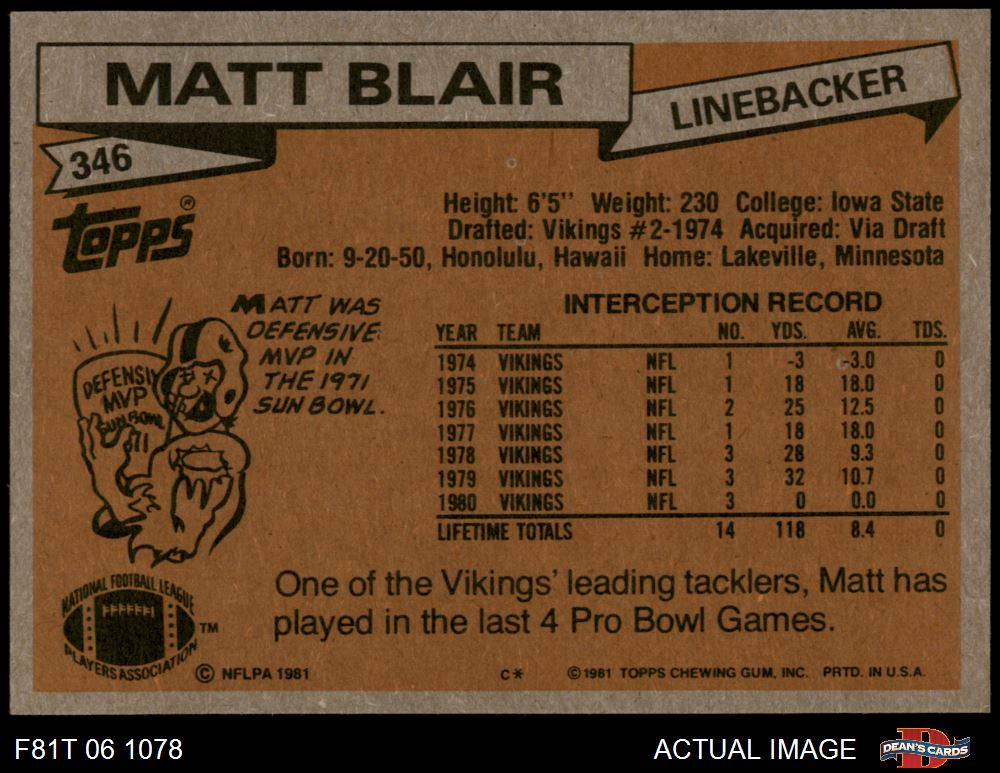 MATT BLAIR
LINEBACKER
346
topps®
Height: 6'5'' Weight: 230 College: Iowa State
Drafted: Vikings #2-1974 Acquired: Via Draft
Born: 9-20-50, Honolulu, Hawaii Home: Lakeville, Minnesota
MATT WAS
DEFENSIVE
MVP IN
THE 1971
SUN BOWL.
DEFENSIV
MVP
SUN BOWL
'71
INTERCEPTION RECORD
YEAR TEAM NO. YDS. AVG. TDS.
1974 VIKINGS NFL 1 -3 -3.0 0
1975 VIKINGS NFL 1 18 18.0 0
1976 VIKINGS NFL 2 25 12.5 0
1977 VIKINGS NFL 1 18 18.0 0
1978 VIKINGS NFL 3 28 9.3 0
1979 VIKINGS NFL 3 32 10.7 0
1980 VIKINGS NFL 3 0 0.0 0
LIFETIME TOTALS 14 118 8.4 0
One of the Vikings' leading tacklers, Matt has
played in the last 4 Pro Bowl Games.
NATIONAL FOOTBALL LEAGUE
PLAYERS ASSOCIATION
TM
© NFLPA 1981
C*
©1981 TOPPS CHEWING GUM, INC. PRTD. IN U.S.A.
F81T 06 1078
ACTUAL IMAGE
DEAN'S CARDS